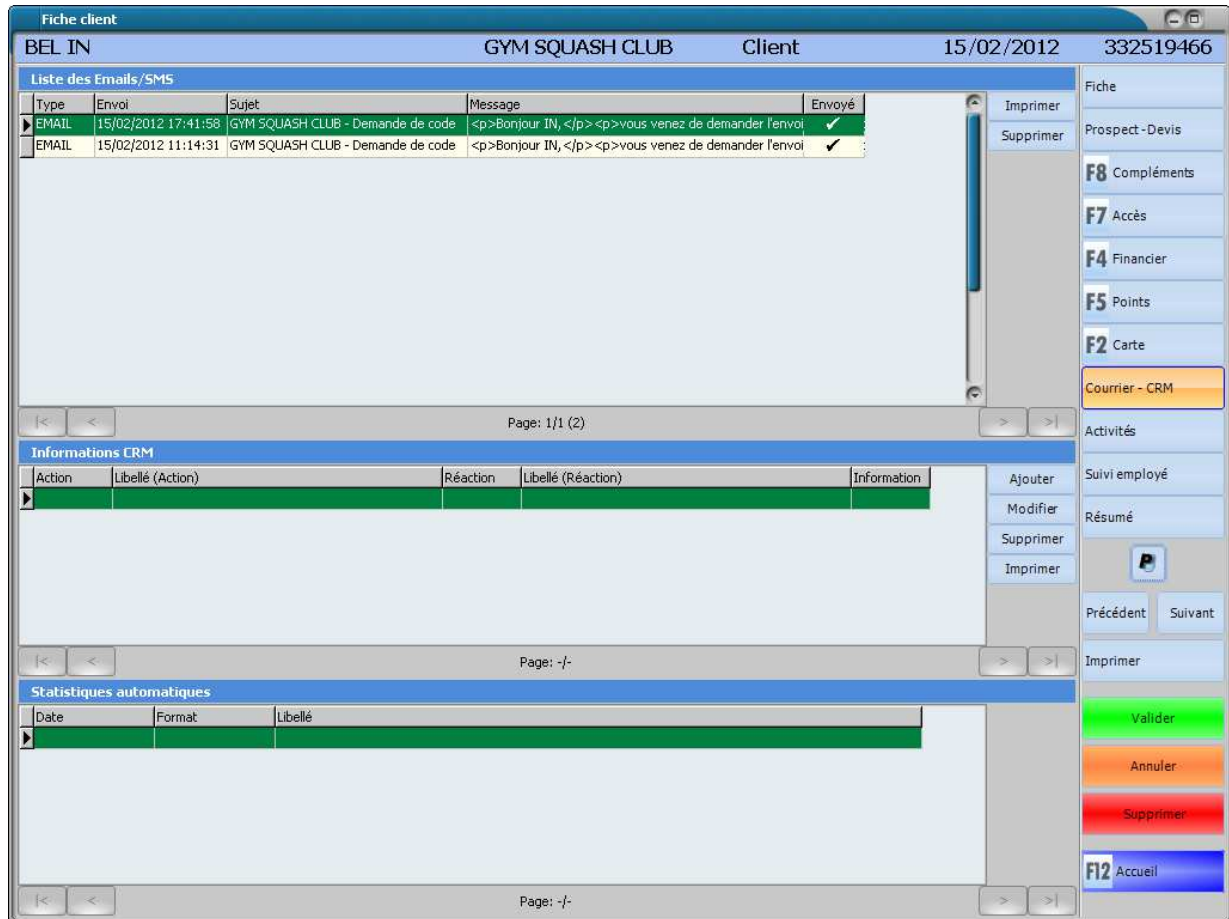 Fiche client
BEL IN GYM SQUASH CLUB Client 15/02/2012 332519466
Liste des Emails/SMS
Type Envoi Sujet Message Envoyé
EMAIL 15/02/2012 17:41:58 GYM SQUASH CLUB - Demande de code <p>Bonjour IN,</p><p>vous venez de demander l'envoi
EMAIL 15/02/2012 11:14:31 GYM SQUASH CLUB - Demande de code <p>Bonjour IN,</p><p>vous venez de demander l'envoi
Imprimer
Supprimer
|< < Page: 1/1 (2) > >|
Informations CRM
Action Libellé (Action) Réaction Libellé (Réaction) Information
Ajouter
Modifier
Supprimer
Imprimer
|< < Page: -/- > >|
Statistiques automatiques
Date Format Libellé
|< < Page: -/- > >|
Fiche
Prospect-Devis
F8 Compléments
F7 Accès
F4 Financier
F5 Points
F2 Carte
Courrier - CRM
Activités
Suivi employé
Résumé
P
Précédent Suivant
Imprimer
Valider
Annuler
Supprimer
F12 Accueil